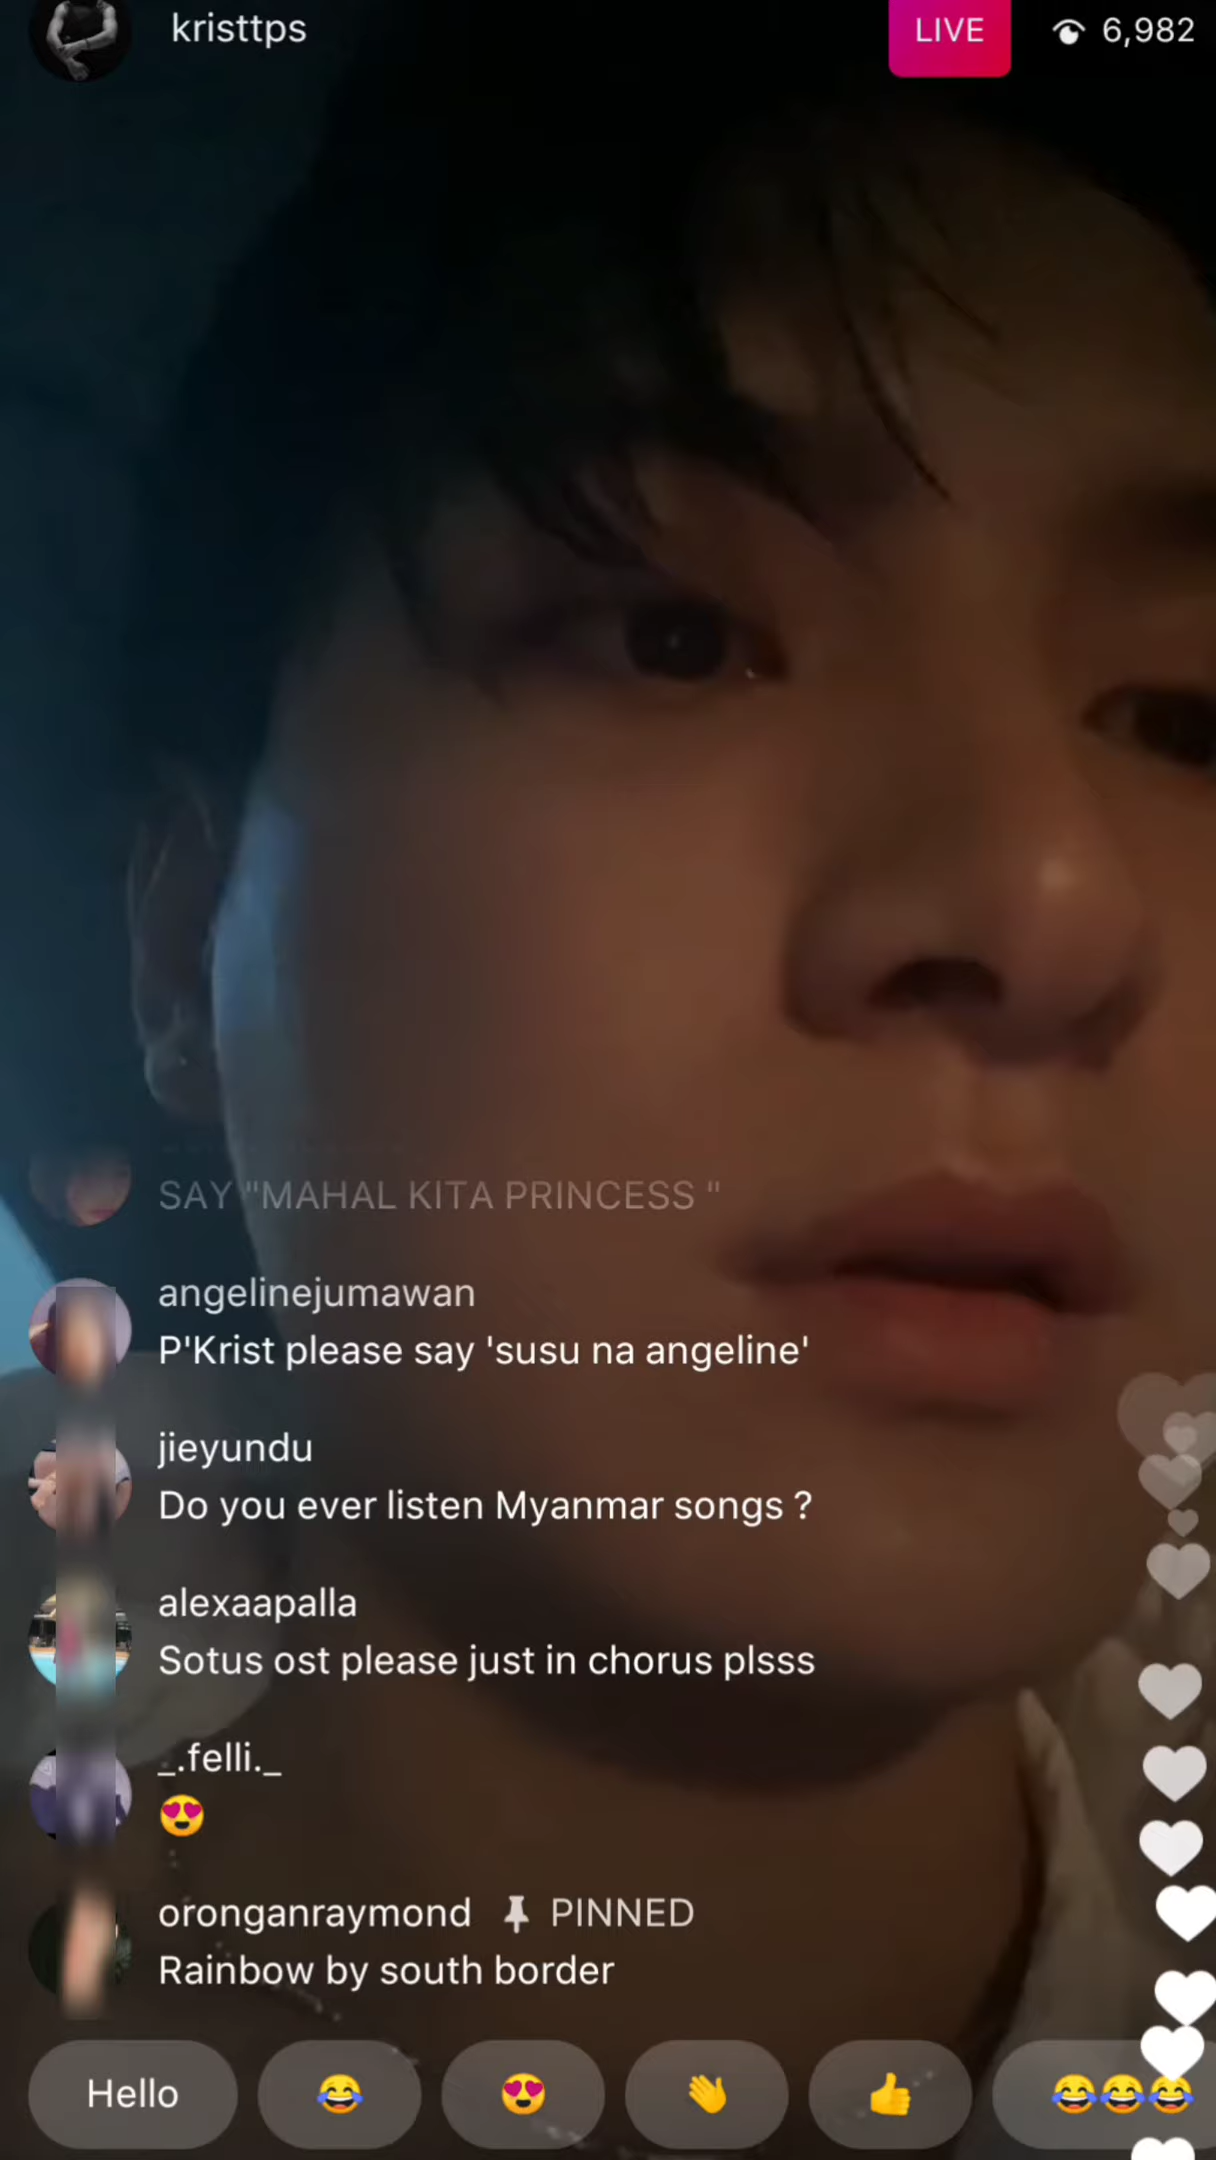 kristtps
LIVE 6,982
SAY "MAHAL KITA PRINCESS "
angelinejumawan
P'Krist please say 'susu na angeline'
jieyundu
Do you ever listen Myanmar songs ?
alexaapalla
Sotus ost please just in chorus plsss
_.felli._
😍
oronganraymond PINNED
Rainbow by south border
Hello 😂 😍 👋 👍 😂😂😂